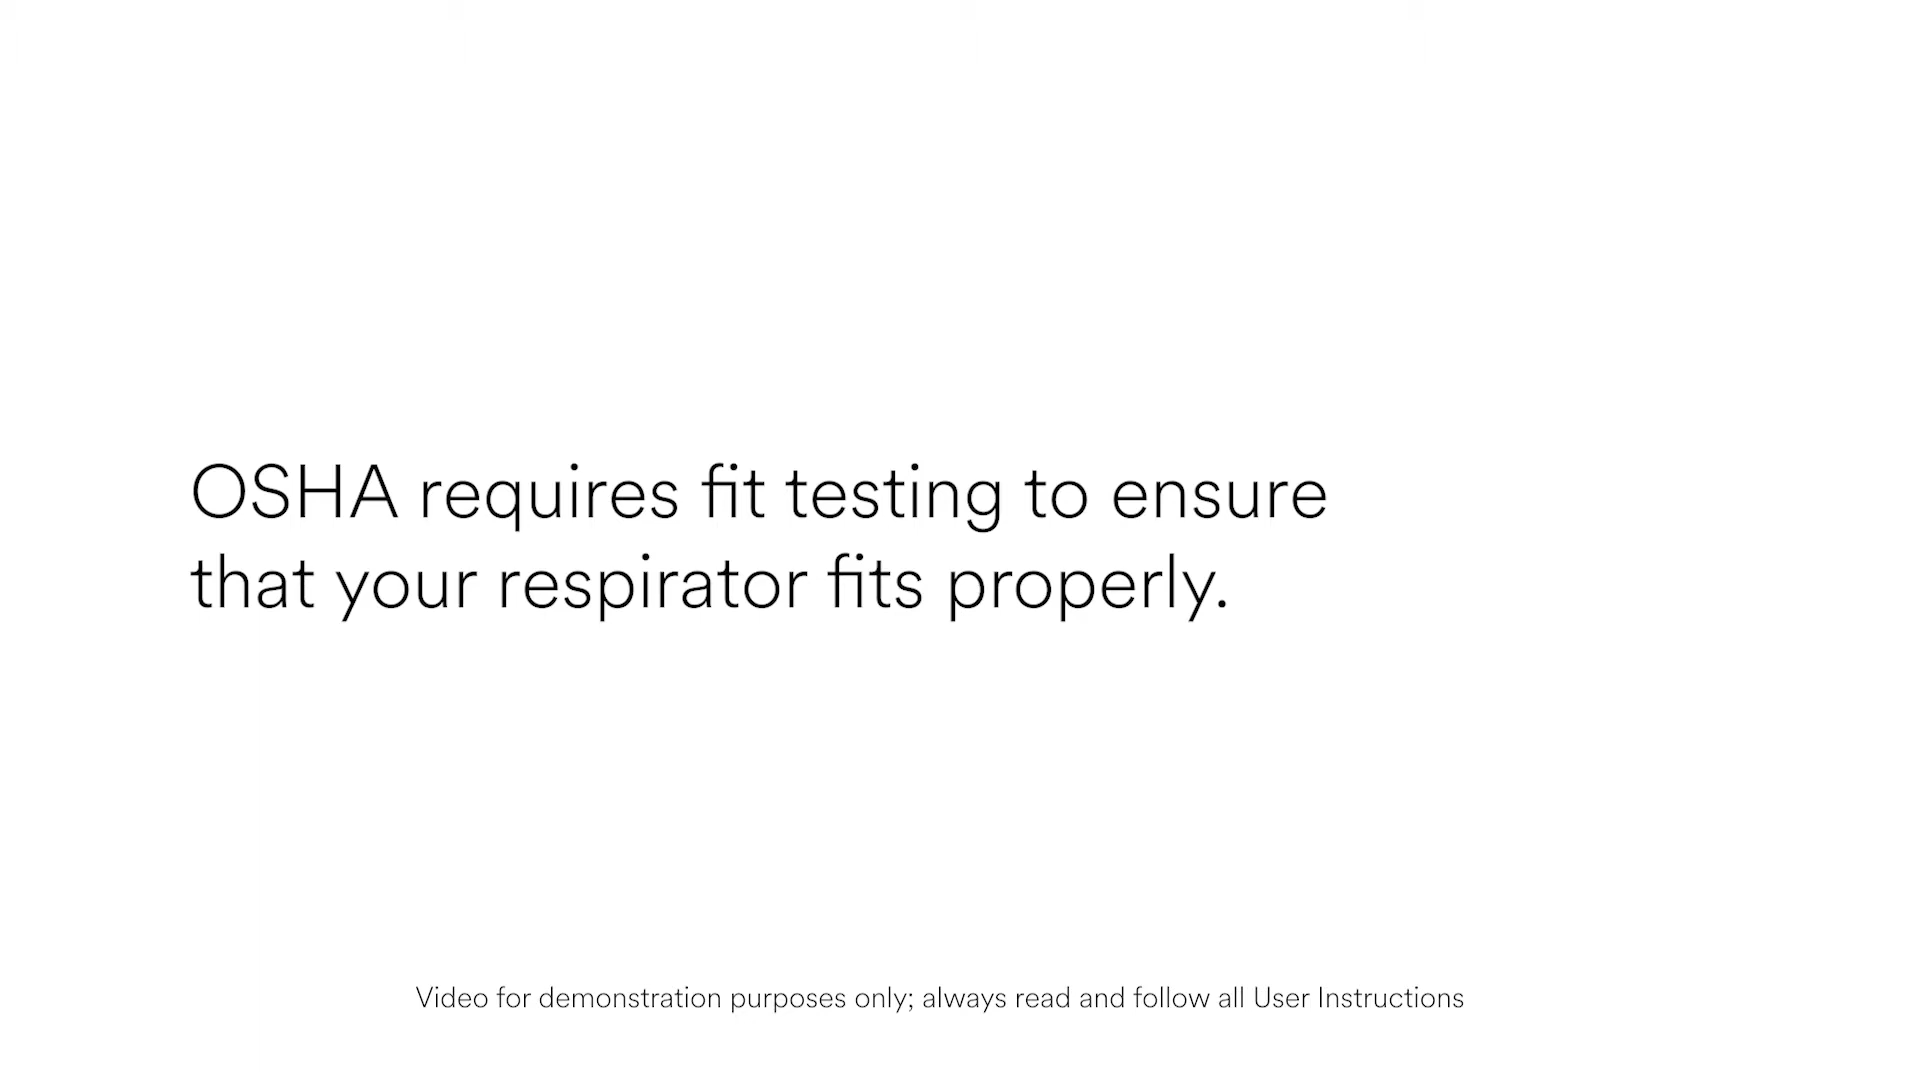 OSHA requires fit testing to ensure
that your respirator fits properly.
Video for demonstration purposes only; always read and follow all User Instructions